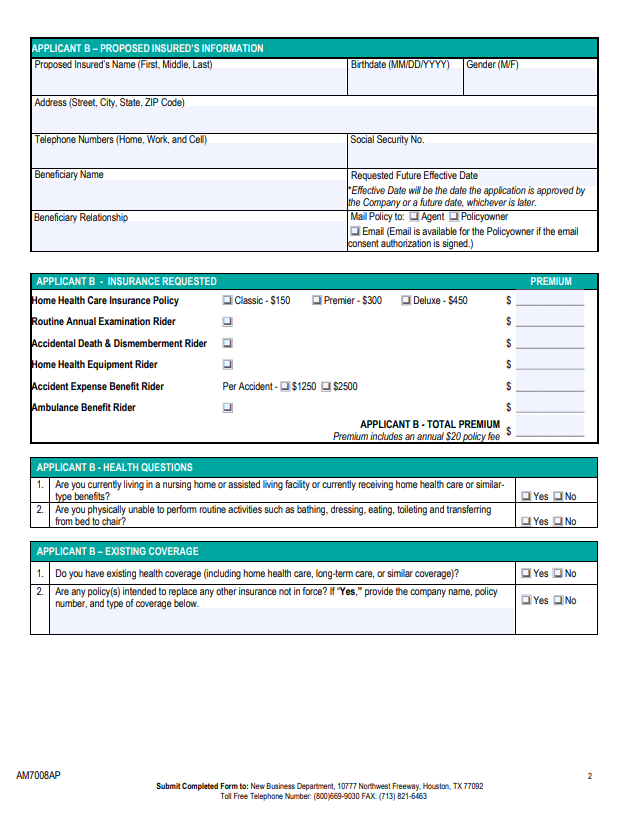 APPLICANT B – PROPOSED INSURED'S INFORMATION
Proposed Insured's Name (First, Middle, Last)
Birthdate (MM/DD/YYYY)
Gender (M/F)
Address (Street, City, State, ZIP Code)
Telephone Numbers (Home, Work, and Cell)
Social Security No.
Beneficiary Name
Requested Future Effective Date
*Effective Date will be the date the application is approved by
the Company or a future date, whichever is later.
Beneficiary Relationship
Mail Policy to: Agent Policyowner
Email (Email is available for the Policyowner if the email
consent authorization is signed.)
APPLICANT B - INSURANCE REQUESTED PREMIUM
Home Health Care Insurance Policy Classic - $150 Premier - $300 Deluxe - $450 $
Routine Annual Examination Rider $
Accidental Death & Dismemberment Rider $
Home Health Equipment Rider $
Accident Expense Benefit Rider Per Accident - $1250 $2500 $
Ambulance Benefit Rider $
APPLICANT B - TOTAL PREMIUM $
Premium includes an annual $20 policy fee
APPLICANT B - HEALTH QUESTIONS
1. Are you currently living in a nursing home or assisted living facility or currently receiving home health care or similar-
type benefits? Yes No
2. Are you physically unable to perform routine activities such as bathing, dressing, eating, toileting and transferring
from bed to chair? Yes No
APPLICANT B – EXISTING COVERAGE
1. Do you have existing health coverage (including home health care, long-term care, or similar coverage)? Yes No
2. Are any policy(s) intended to replace any other insurance not in force? If "Yes," provide the company name, policy
number, and type of coverage below. Yes No
AM7008AP 2
Submit Completed Form to: New Business Department, 10777 Northwest Freeway, Houston, TX 77092
Toll Free Telephone Number: (800)669-9030 FAX: (713) 821-6463